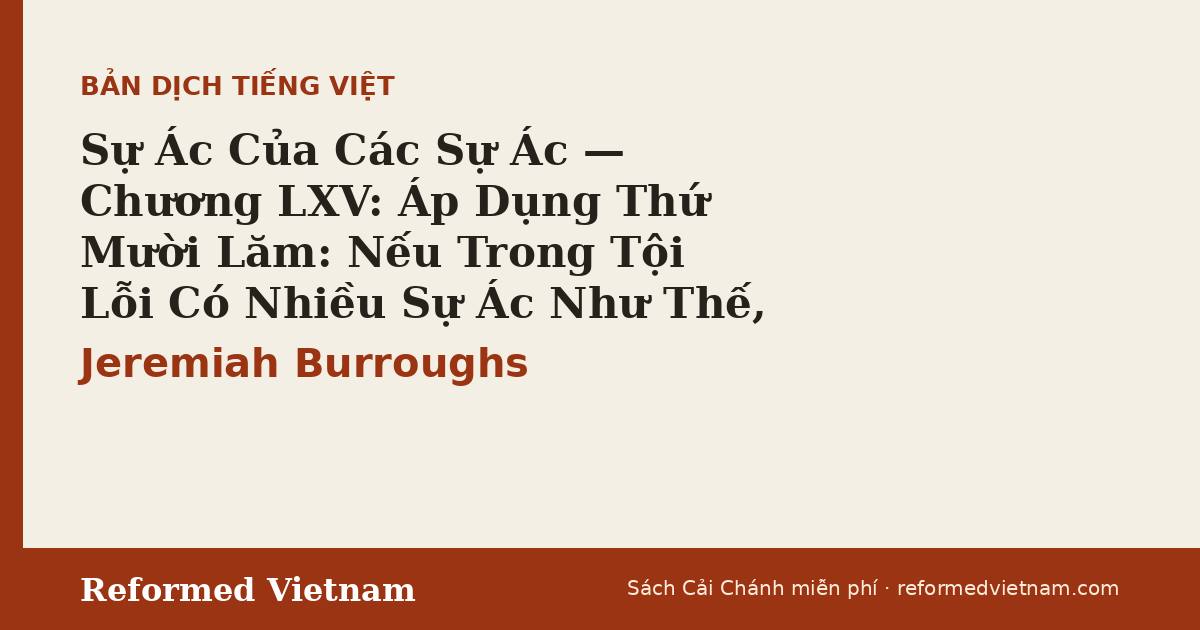 BẢN DỊCH TIẾNG VIỆT
Sự Ác Của Các Sự Ác —
Chương LXV: Áp Dụng Thứ
Mười Lăm: Nếu Trong Tội
Lỗi Có Nhiều Sự Ác Như Thế,
Jeremiah Burroughs
Reformed Vietnam
Sách Cải Chánh miễn phí · reformedvietnam.com